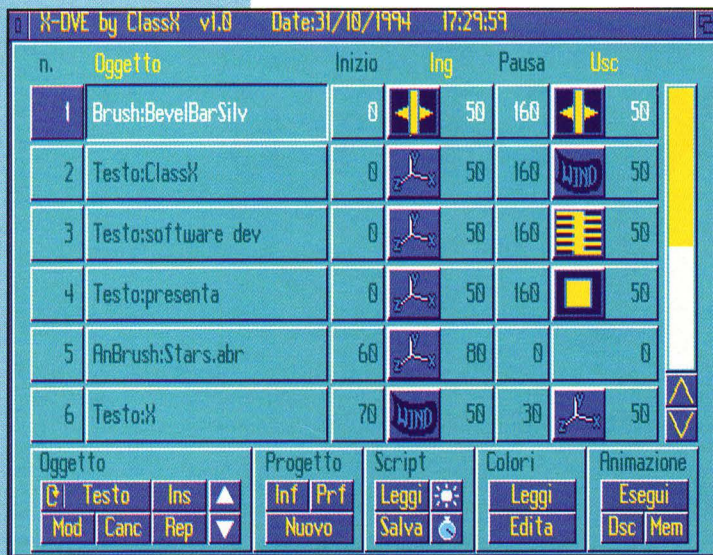 X-DVE by ClassX v1.0 Date:31/10/1994 17:29:59
n. Oggetto Inizio Ing Pausa Usc
1 Brush:BevelBarSilv 0 50 160 50
2 Testo:ClassX 0 50 160 WIND 50
3 Testo:software dev 0 50 160 50
4 Testo:presenta 0 50 160 50
5 AnBrush:Stars.abr 60 80 0 0
6 Testo:X 70 WIND 50 30 50
Oggetto Progetto Script Colori Animazione
Testo Ins Inf Prf Leggi Leggi Esegui
Mod Canc Rep Nuovo Salva Edita Dsc Mem